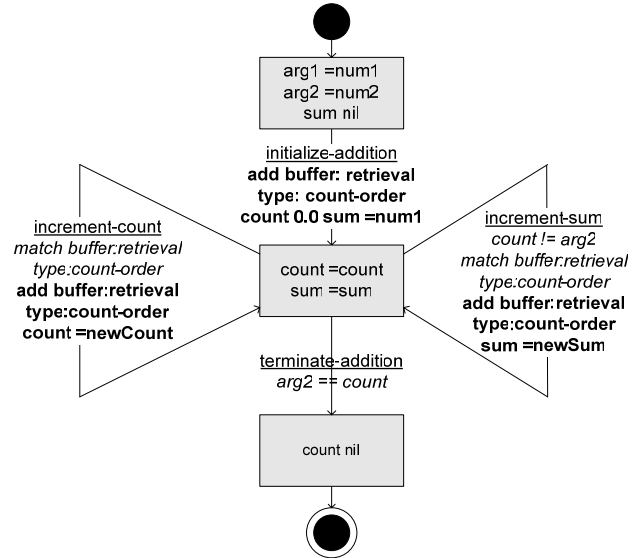 arg1 =num1
arg2 =num2
sum nil
initialize-addition
add buffer: retrieval
type: count-order
count 0.0 sum =num1
increment-count
match buffer:retrieval
type:count-order
add buffer:retrieval
type:count-order
count =newCount
count =count
sum =sum
increment-sum
count != arg2
match buffer:retrieval
type:count-order
add buffer:retrieval
type:count-order
sum =newSum
terminate-addition
arg2 == count
count nil